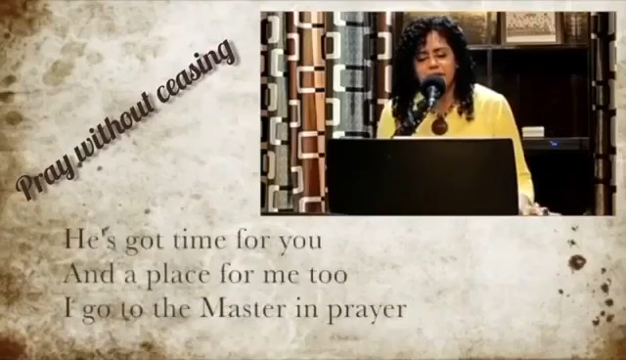 Pray without ceasing
He's got time for you
And a place for me too
I go to the Master in prayer